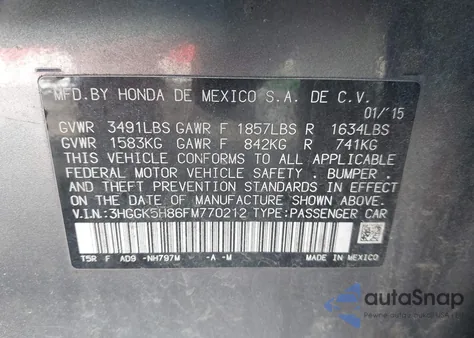 MFD.BY HONDA DE MEXICO S.A. DE C.V.
01/'15
GVWR 3491LBS GAWR F 1857LBS R 1634LBS
GVWR 1583KG GAWR F 842KG R 741KG
THIS VEHICLE CONFORMS TO ALL APPLICABLE
FEDERAL MOTOR VEHICLE SAFETY . BUMPER .
AND THEFT PREVENTION STANDARDS IN EFFECT
ON THE DATE OF MANUFACTURE SHOWN ABOVE.
V.I.N.:3HGGK5H86FM770212 TYPE:PASSENGER CAR
T5R F AD9 -NH797M -A -M MADE IN MEXICO
autoSnap